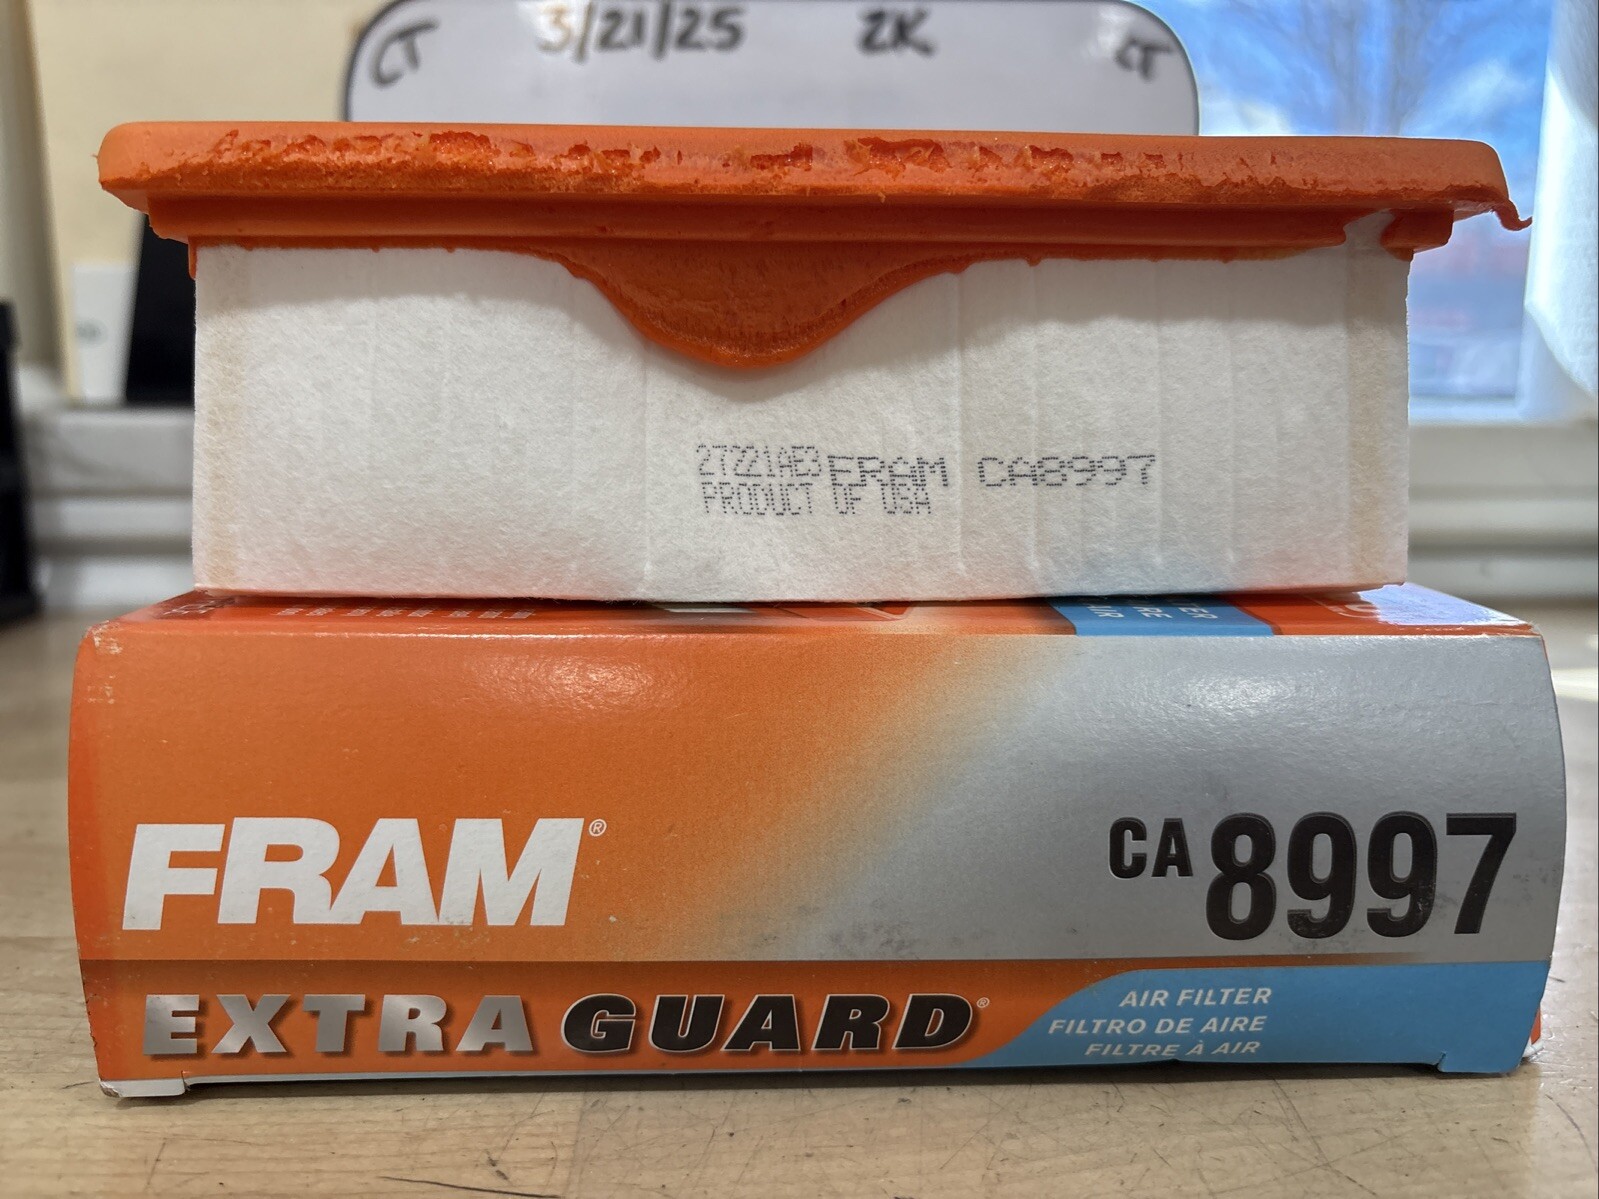 CT 3/21/25 2K CT
27221AE3 FRAM CA8997
PRODUCT OF USA
FRAM®
CA 8997
EXTRA GUARD®
AIR FILTER
FILTRO DE AIRE
FILTRE À AIR